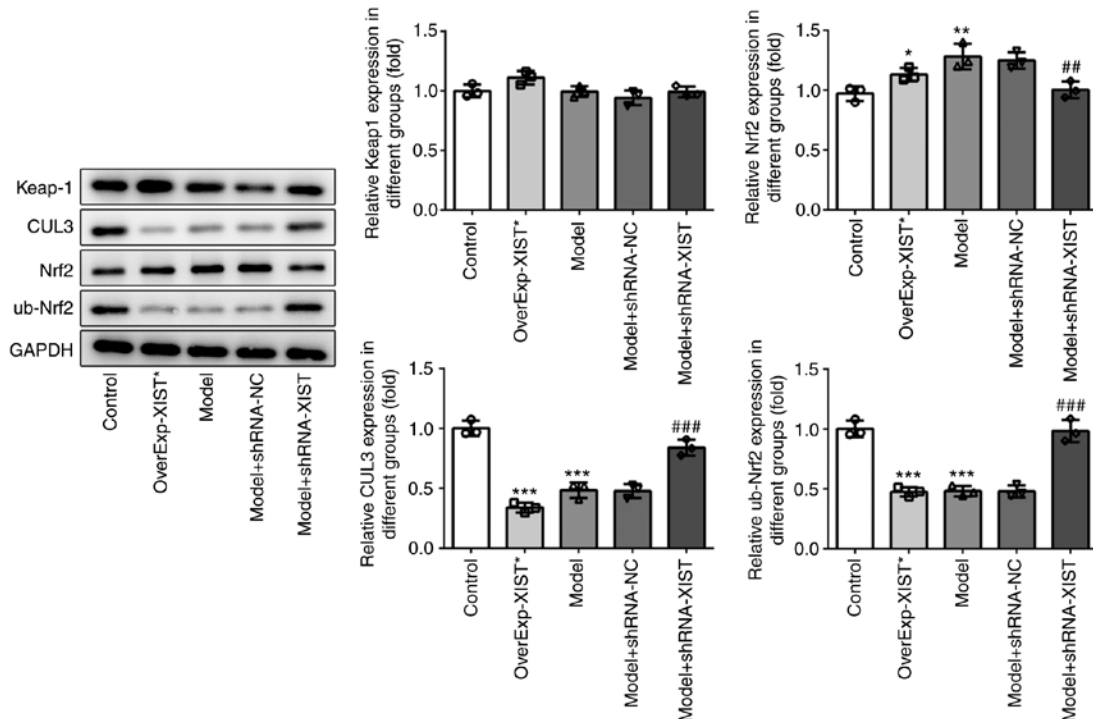 Keap-1
CUL3
Nrf2
ub-Nrf2
GAPDH
Control
OverExp-XIST*
Model
Model+shRNA-NC
Model+shRNA-XIST
Relative Keap1 expression in
different groups (fold)
1.5
1.0
0.5
0.0
Control
OverExp-XIST*
Model
Model+shRNA-NC
Model+shRNA-XIST
Relative Nrf2 expression in
different groups (fold)
1.5
1.0
0.5
0.0
*
**
##
Control
OverExp-XIST*
Model
Model+shRNA-NC
Model+shRNA-XIST
Relative CUL3 expression in
different groups (fold)
1.5
1.0
0.5
0.0
***
***
###
Control
OverExp-XIST*
Model
Model+shRNA-NC
Model+shRNA-XIST
Relative ub-Nrf2 expression in
different groups (fold)
1.5
1.0
0.5
0.0
***
***
###
Control
OverExp-XIST*
Model
Model+shRNA-NC
Model+shRNA-XIST